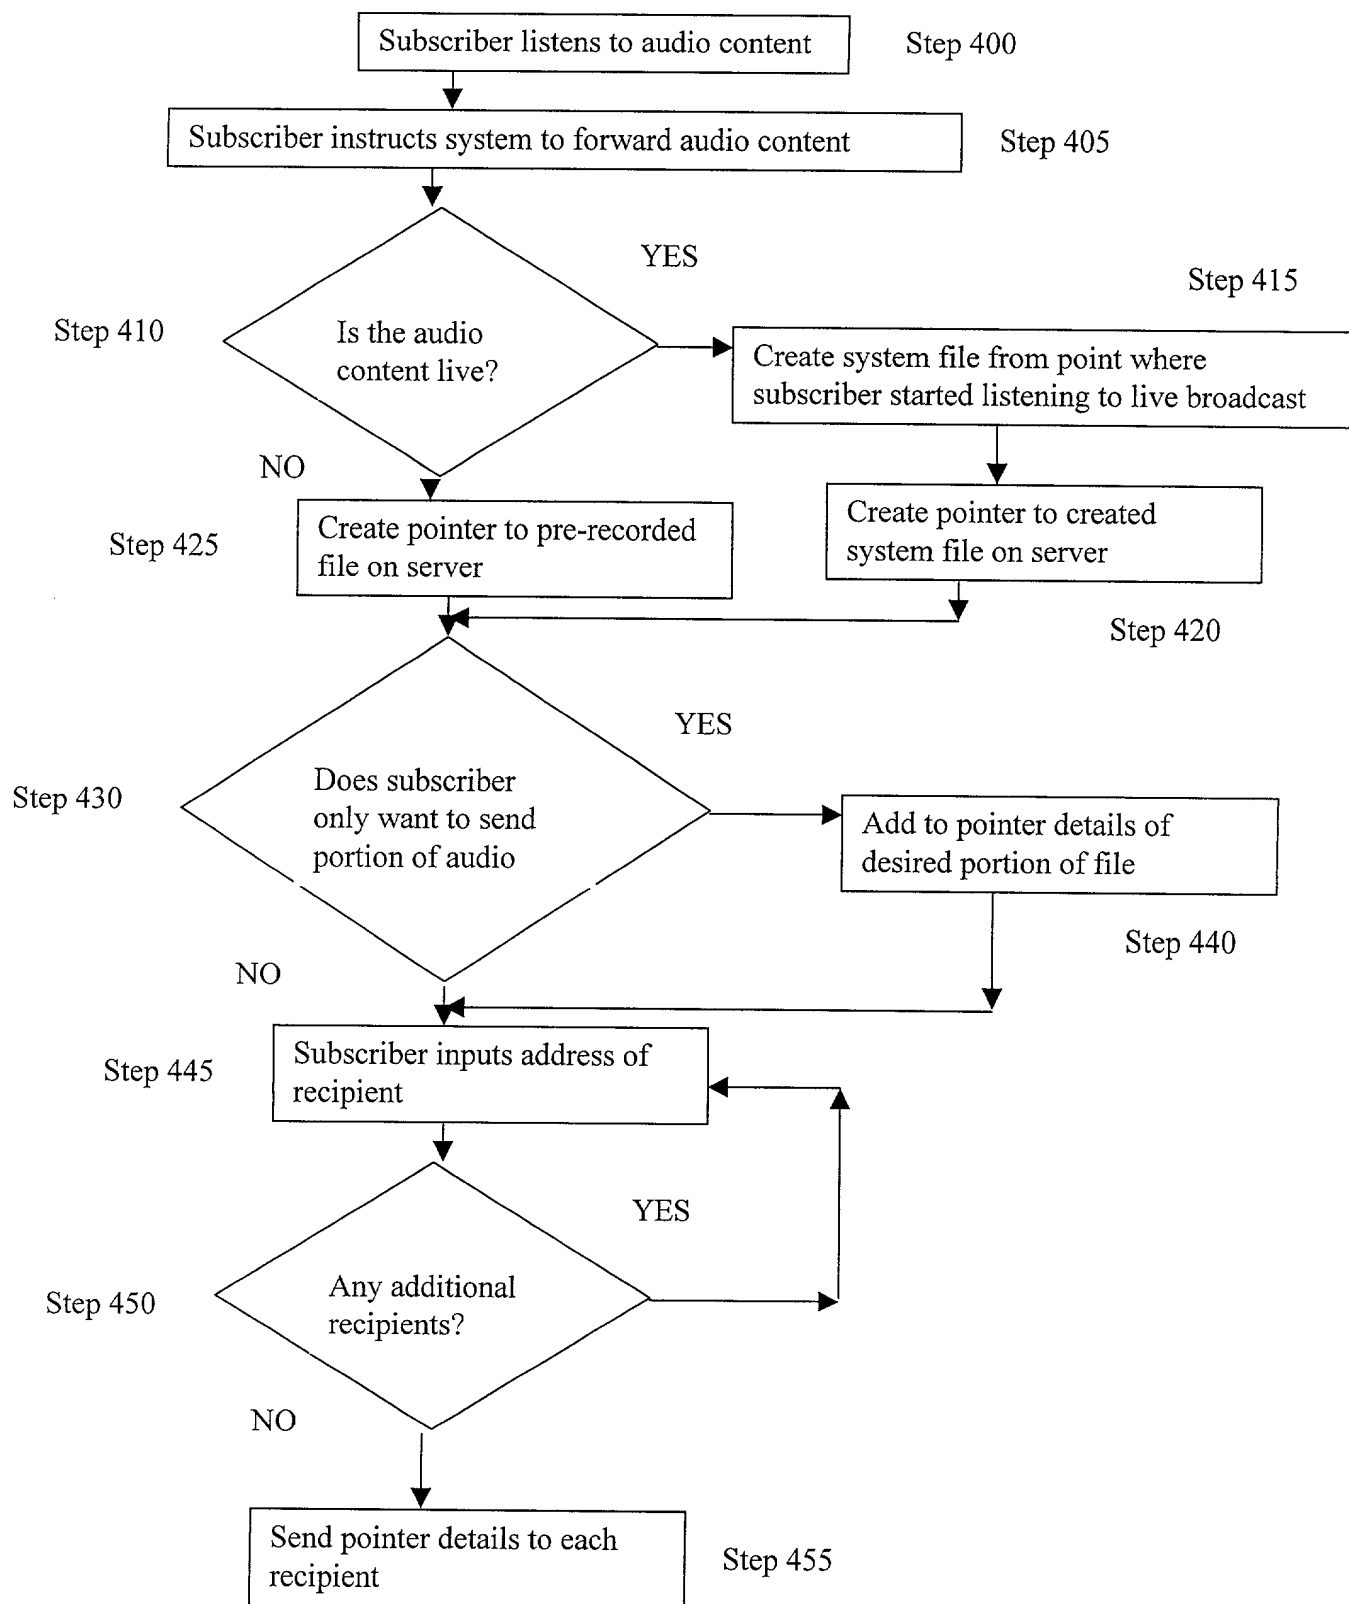 Subscriber listens to audio content
Step 400
Subscriber instructs system to forward audio content
Step 405
YES
Step 415
Step 410
Is the audio
content live?
Create system file from point where
subscriber started listening to live broadcast
NO
Step 425
Create pointer to pre-recorded
file on server
Create pointer to created
system file on server
Step 420
YES
Step 430
Does subscriber
only want to send
portion of audio
Add to pointer details of
desired portion of file
Step 440
NO
Step 445
Subscriber inputs address of
recipient
YES
Step 450
Any additional
recipients?
NO
Send pointer details to each
recipient
Step 455